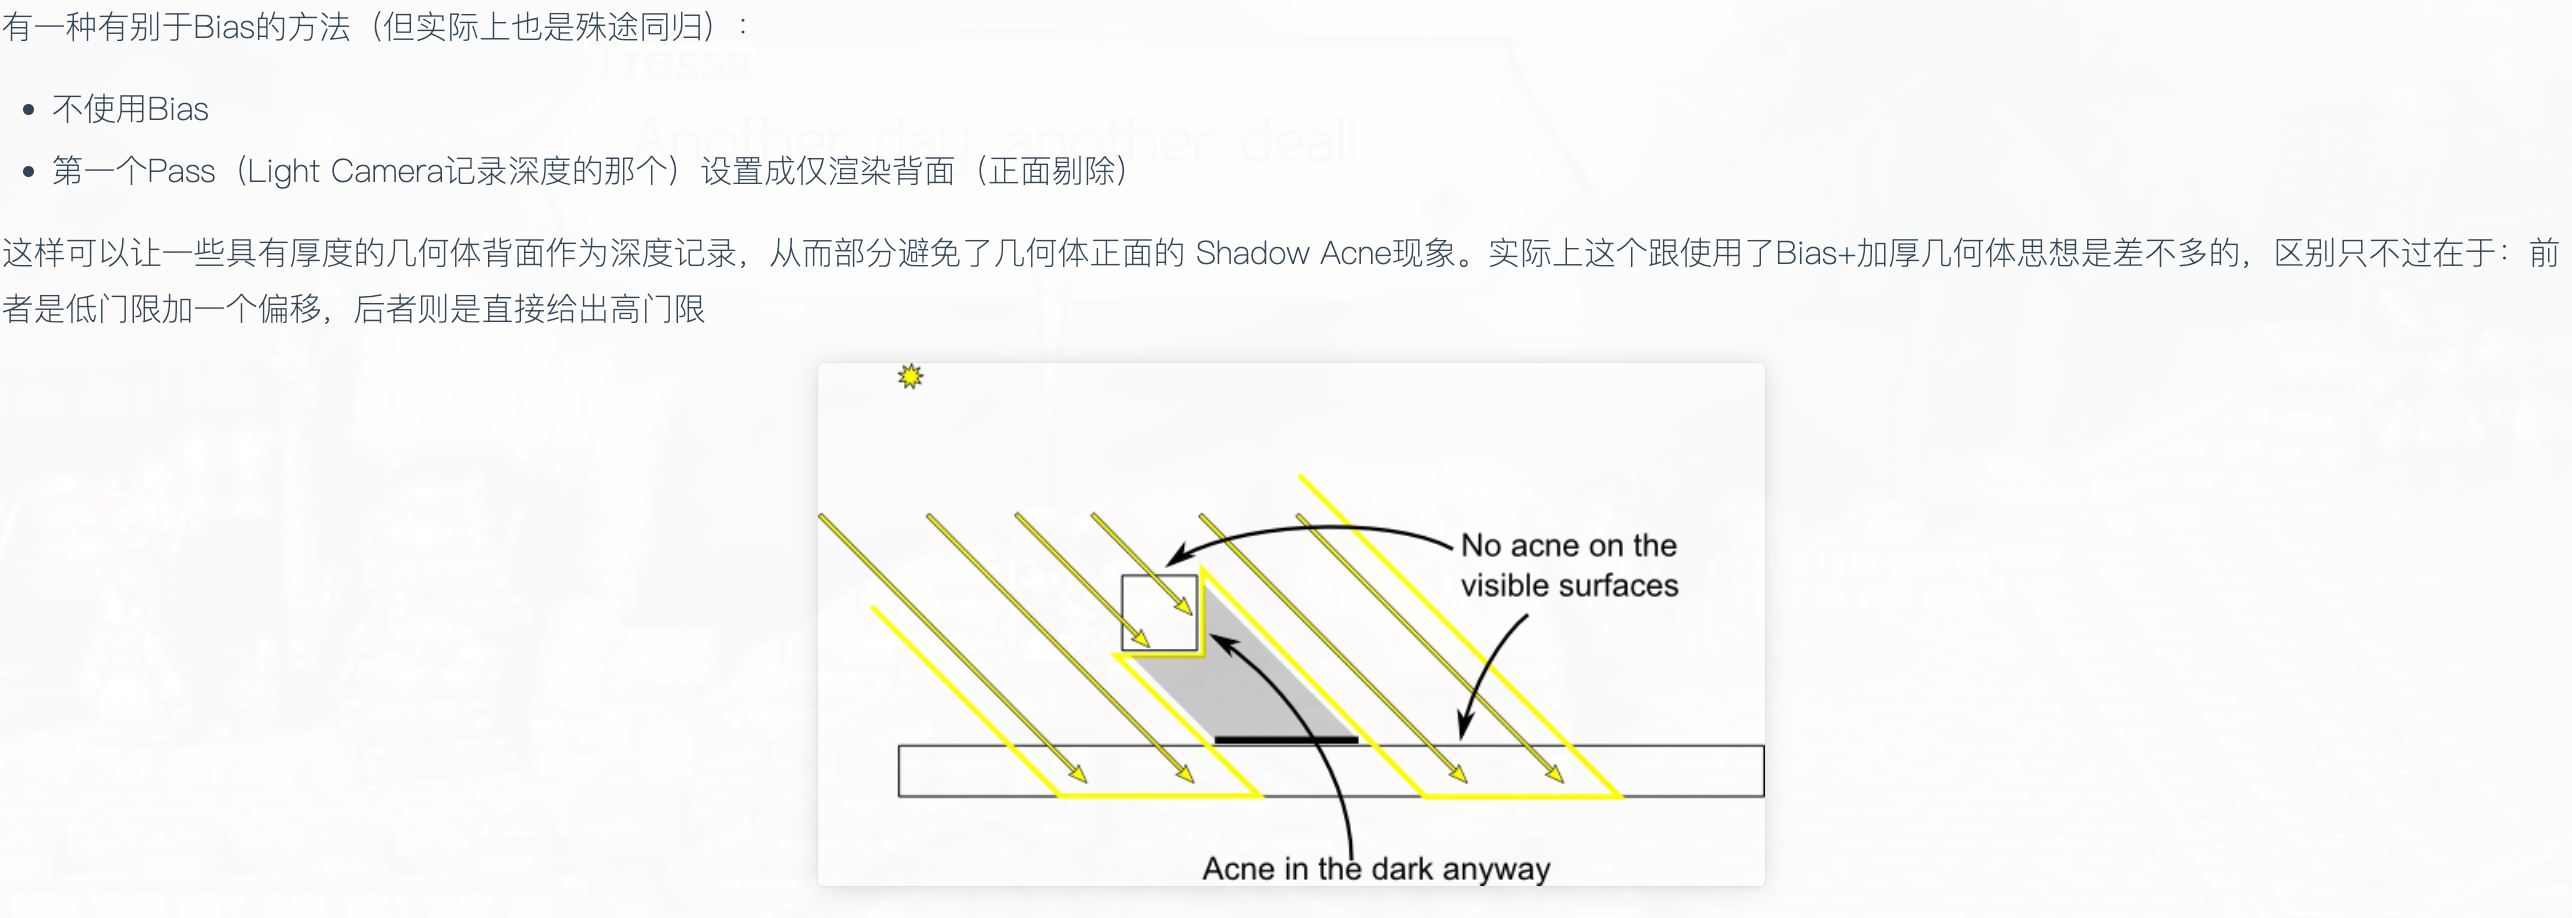 有一种有别于Bias的方法（但实际上也是殊途同归）：
Tressa
Another day, another deal!
不使用Bias
第一个Pass（Light Camera记录深度的那个）设置成仅渲染背面（正面剔除）
这样可以让一些具有厚度的几何体背面作为深度记录，从而部分避免了几何体正面的 Shadow Acne现象。实际上这个跟使用了Bias+加厚几何体思想是差不多的，区别只不过在于：前
者是低门限加一个偏移，后者则是直接给出高门限
No acne on the
visible surfaces
Acne in the dark anyway